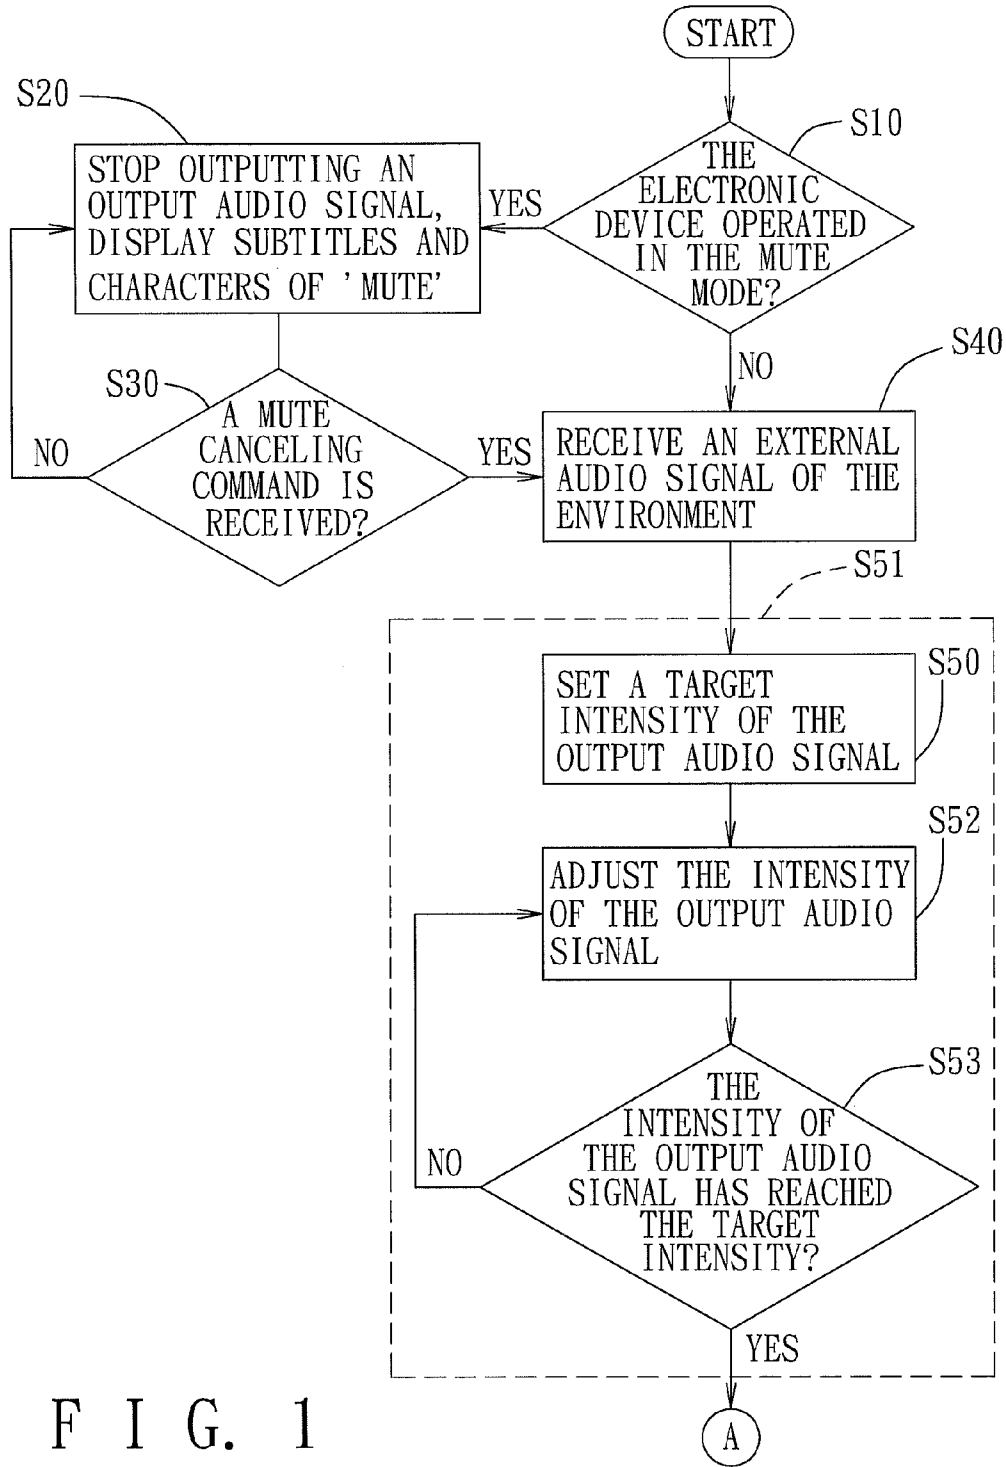 START
S10
THE
ELECTRONIC
DEVICE OPERATED
IN THE MUTE
MODE?
YES
NO
S20
STOP OUTPUTTING AN
OUTPUT AUDIO SIGNAL,
DISPLAY SUBTITLES AND
CHARACTERS OF 'MUTE'
S30
A MUTE
CANCELING
COMMAND IS
RECEIVED?
NO
YES
S40
RECEIVE AN EXTERNAL
AUDIO SIGNAL OF THE
ENVIRONMENT
S51
S50
SET A TARGET
INTENSITY OF THE
OUTPUT AUDIO SIGNAL
S52
ADJUST THE INTENSITY
OF THE OUTPUT AUDIO
SIGNAL
S53
THE
INTENSITY OF
THE OUTPUT AUDIO
SIGNAL HAS REACHED
THE TARGET
INTENSITY?
NO
YES
A
FIG. 1